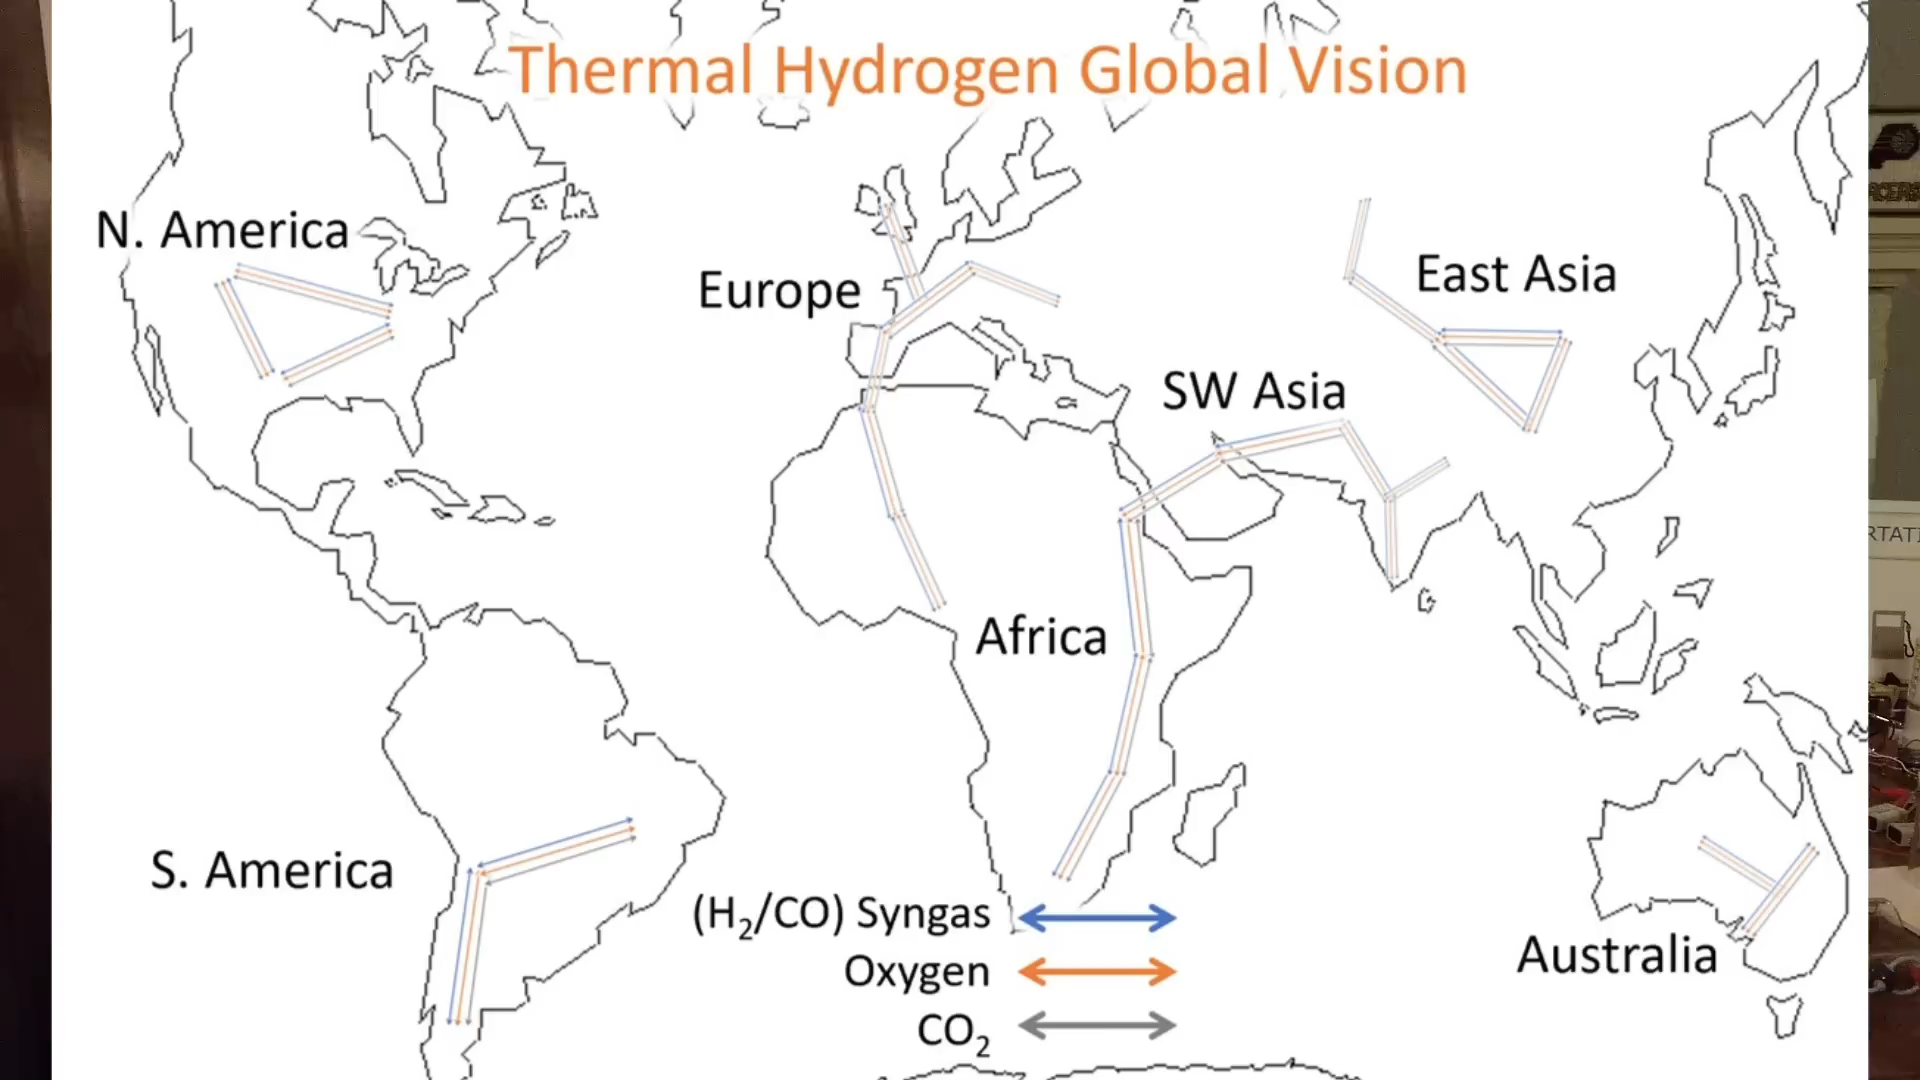 Thermal Hydrogen Global Vision
N. America
Europe
East Asia
SW Asia
Africa
S. America
(H₂/CO) Syngas
Oxygen
CO₂
Australia